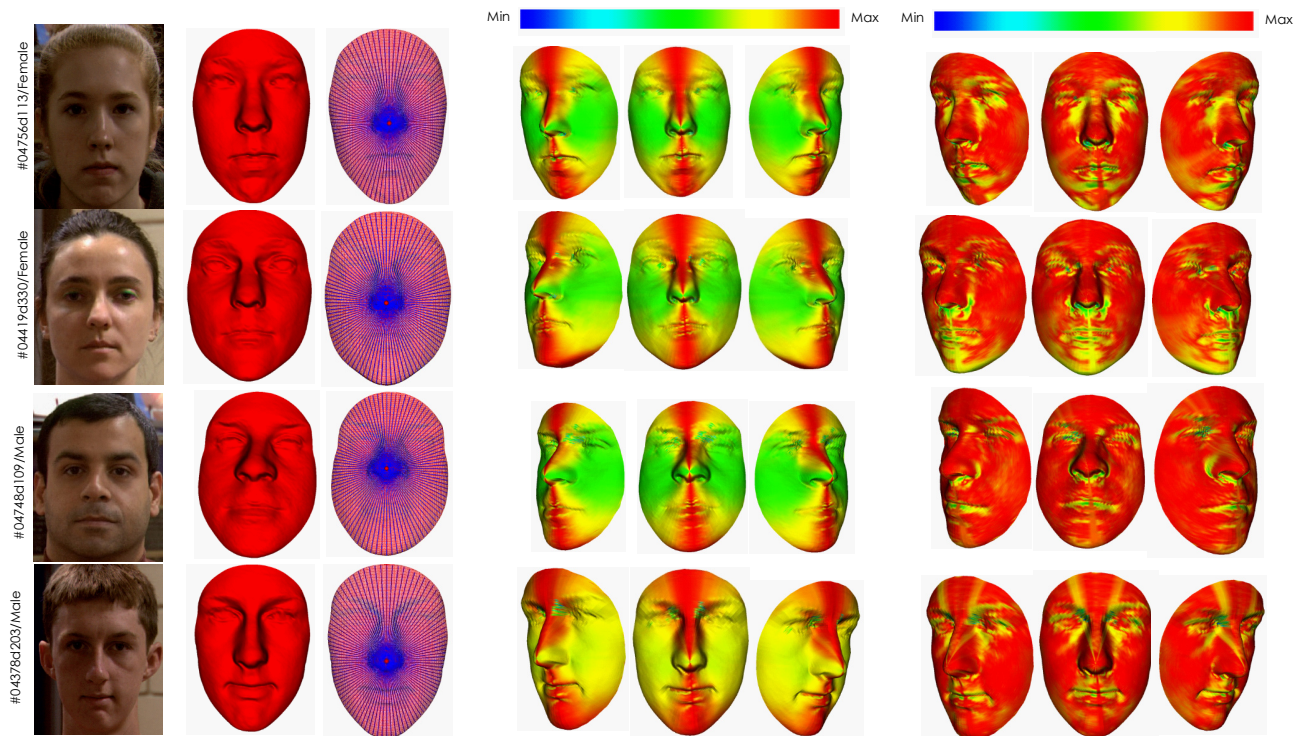 Min
Max
Min
Max
#04756d113/Female
#04419d330/Female
#04748d109/Male
#04378d203/Male